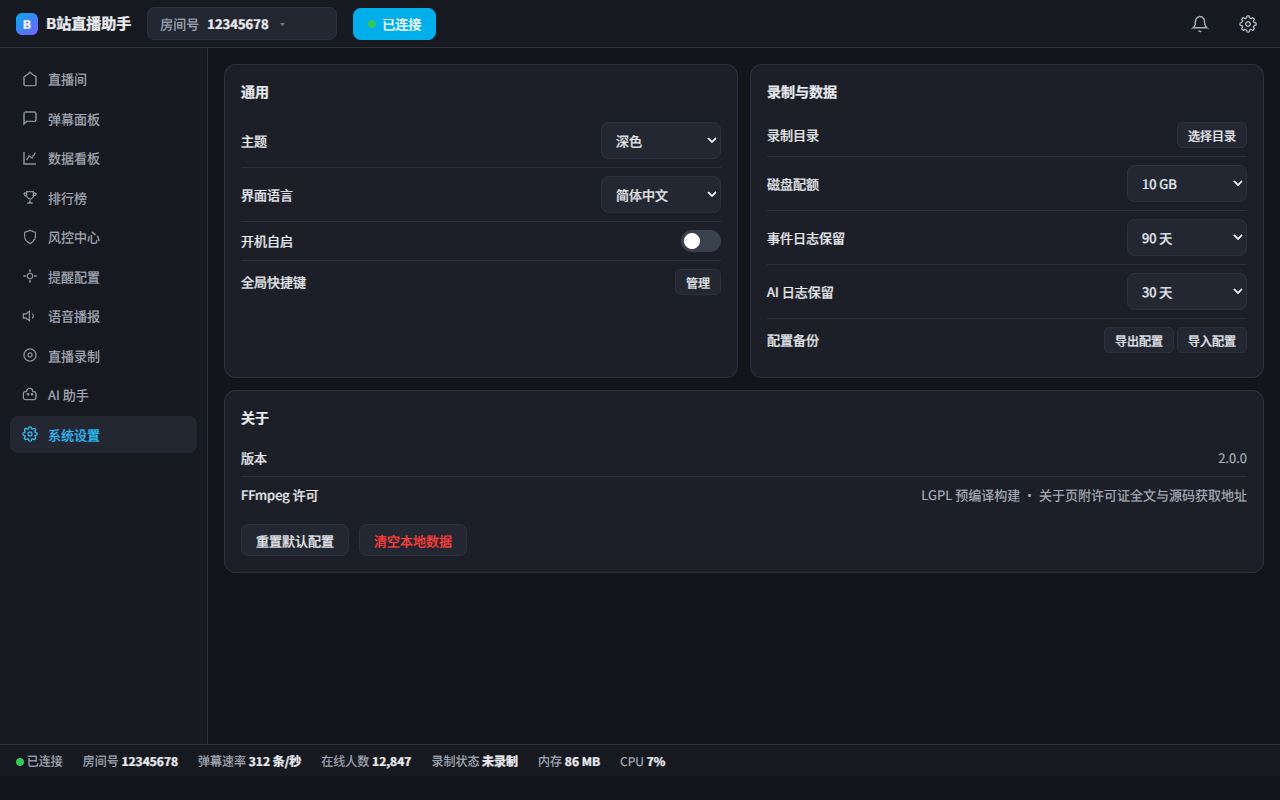 B B站直播助手 房间号 12345678 已连接
直播间
弹幕面板
数据看板
排行榜
风控中心
提醒配置
语音播报
直播录制
AI 助手
系统设置
通用
主题 深色
界面语言 简体中文
开机自启
全局快捷键 管理
录制与数据
录制目录 选择目录
磁盘配额 10 GB
事件日志保留 90 天
AI 日志保留 30 天
配置备份 导出配置 导入配置
关于
版本 2.0.0
FFmpeg 许可 LGPL 预编译构建 · 关于页附许可证全文与源码获取地址
重置默认配置 清空本地数据
已连接 房间号 12345678 弹幕速率 312 条/秒 在线人数 12,847 录制状态 未录制 内存 86 MB CPU 7%